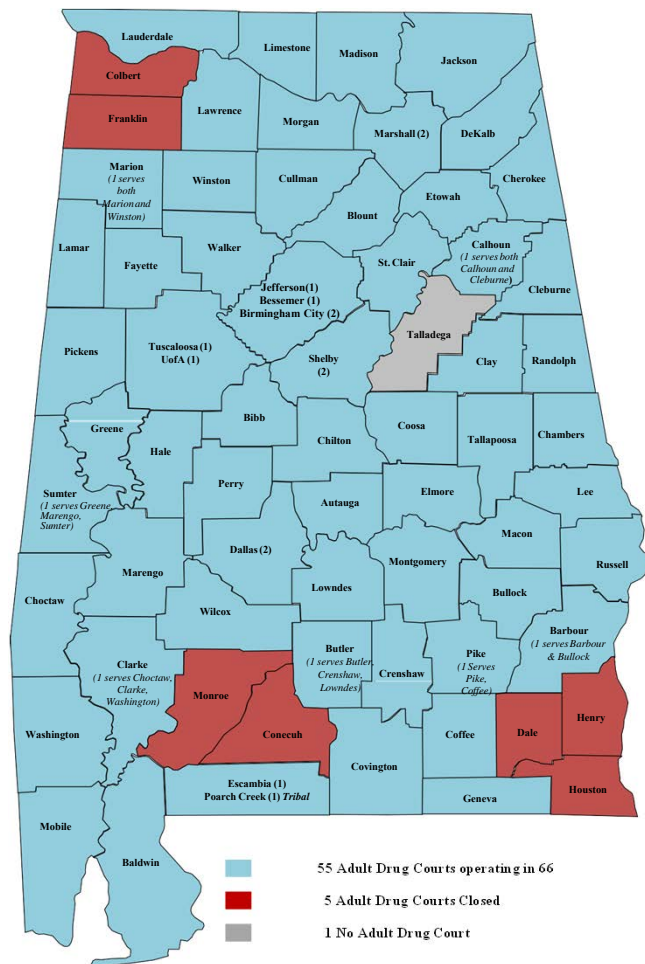 Lauderdale
Limestone
Madison
Jackson
Colbert
Franklin
Lawrence
Morgan
Marshall (2)
DeKalb
Marion
(1 serves
both
Marion and
Winston)
Winston
Cullman
Cherokee
Etowah
Blount
Lamar
Fayette
Walker
St. Clair
Calhoun
(1 serves both
Calhoun and
Cleburne)
Cleburne
Jefferson(1)
Bessemer (1)
Birmingham City (2)
Talladega
Pickens
Tuscaloosa (1)
UofA (1)
Shelby
(2)
Clay
Randolph
Greene
Hale
Bibb
Chilton
Coosa
Tallapoosa
Chambers
Perry
Autauga
Elmore
Lee
Sumter
(1 serves Greene,
Marengo,
Sumter)
Dallas (2)
Macon
Montgomery
Russell
Marengo
Lowndes
Bullock
Choctaw
Wilcox
Barbour
(1 serves Barbour
& Bullock)
Clarke
(1 serves Choctaw,
Clarke,
Washington)
Butler
(1 serves Butler,
Crenshaw,
Lowndes)
Crenshaw
Pike
(1 Serves
Pike,
Coffee)
Monroe
Conecuh
Henry
Washington
Coffee
Dale
Covington
Escambia (1)
Poarch Creek (1) Tribal
Geneva
Houston
Mobile
Baldwin
55 Adult Drug Courts operating in 66
5 Adult Drug Courts Closed
1 No Adult Drug Court